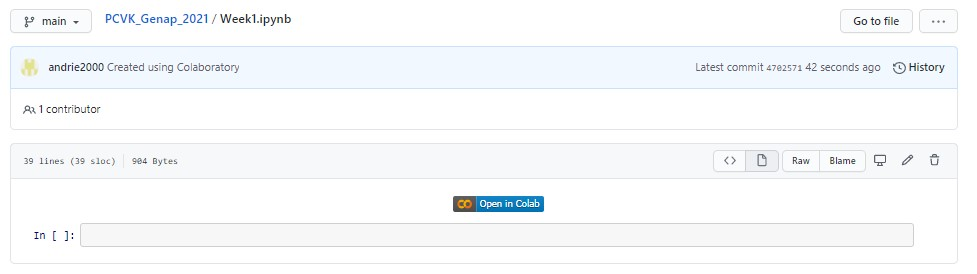 main PCVK_Genap_2021 / Week1.ipynb Go to file ...
andrie2000 Created using Colaboratory Latest commit 4702571 42 seconds ago History
1 contributor
39 lines (39 sloc) 904 Bytes <> Raw Blame
Open in Colab
In [ ]: